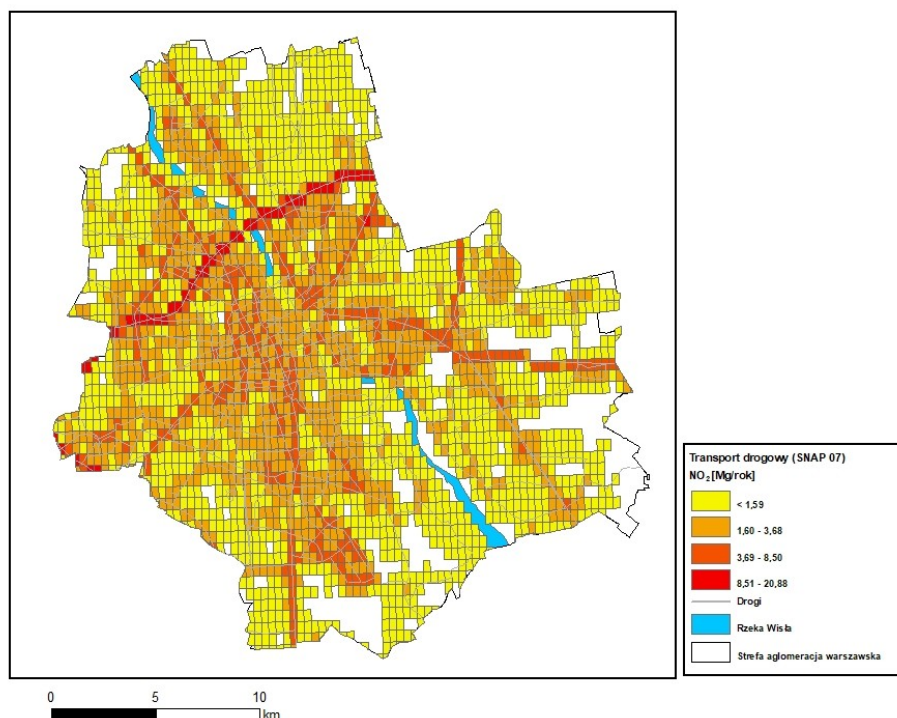 Transport drogowy (SNAP 07)
NO₂ [Mg/rok]
< 1,59
1,60 - 3,68
3,69 - 8,50
8,51 - 20,88
Drogi
Rzeka Wisła
Strefa aglomeracja warszawska
0 5 10
km